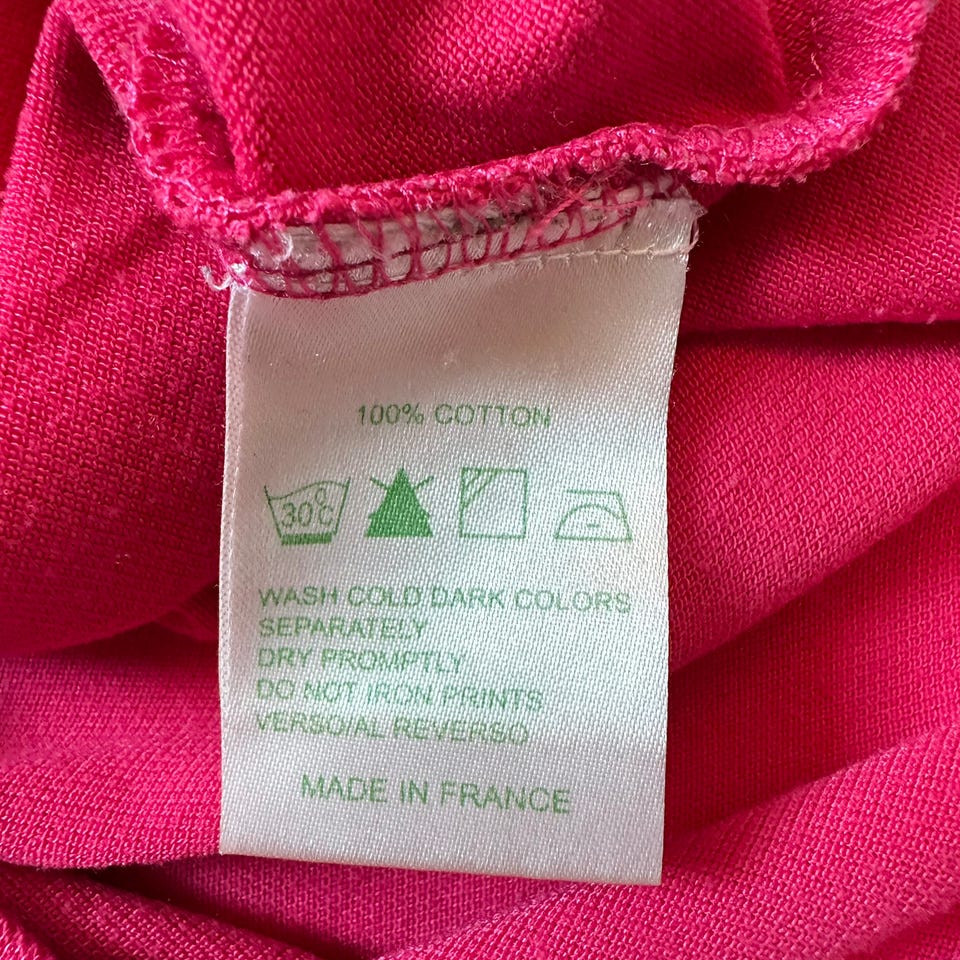 100% COTTON
30°C
WASH COLD DARK COLORS
SEPARATELY
DRY PROMPTLY
DO NOT IRON PRINTS
VERSO/AL REVERSO
MADE IN FRANCE